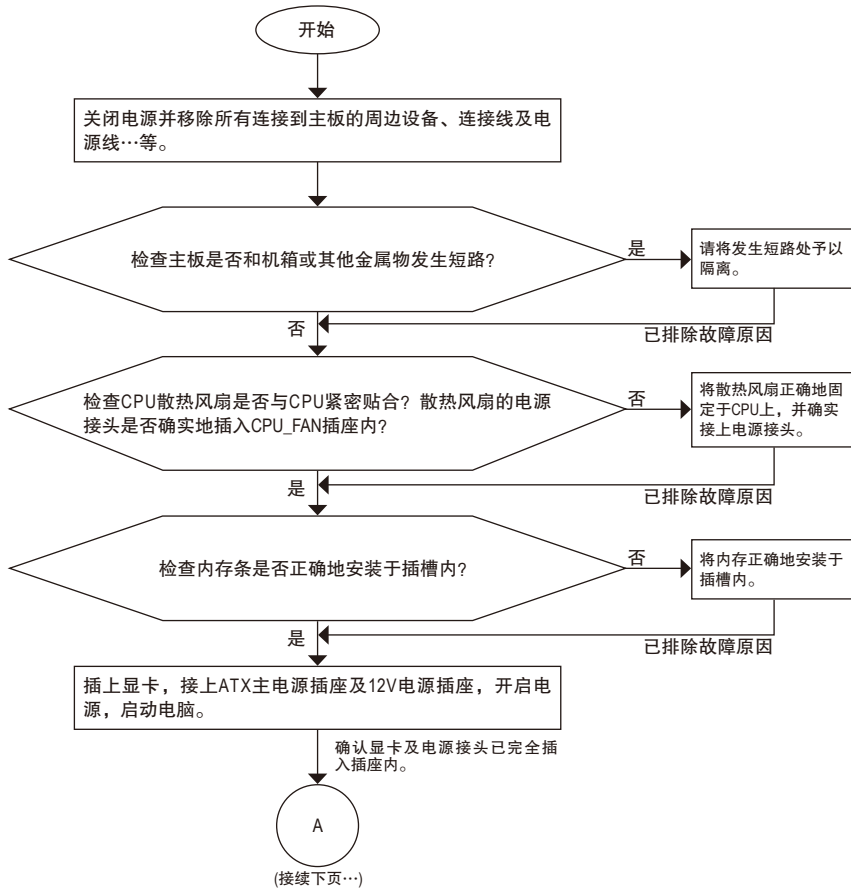 开始
关闭电源并移除所有连接到主板的周边设备、连接线及电
源线…等。
检查主板是否和机箱或其他金属物发生短路?
是
请将发生短路处予以
隔离。
否
已排除故障原因
检查CPU散热风扇是否与CPU紧密贴合? 散热风扇的电源
接头是否确实地插入CPU_FAN插座内?
否
将散热风扇正确地固
定于CPU上，并确实
接上电源接头。
是
已排除故障原因
检查内存条是否正确地安装于插槽内?
否
将内存正确地安装于
插槽内。
是
已排除故障原因
插上显卡，接上ATX主电源插座及12V电源插座，开启电
源，启动电脑。
确认显卡及电源接头已完全插
入插座内。
A
(接续下页…)